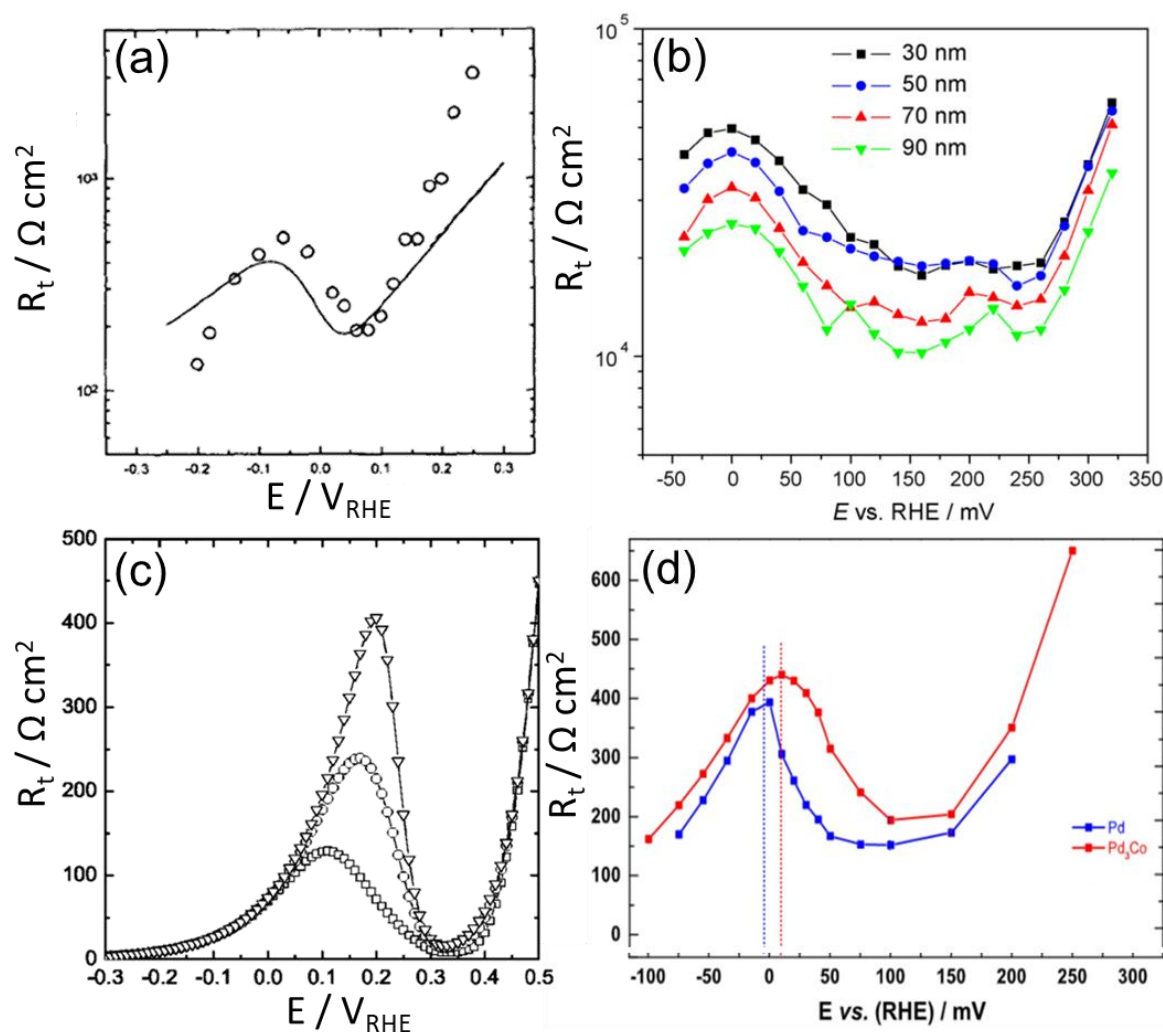 (a)
R_t / Ω cm²
10³
10²
-0.3 -0.2 -0.1 0.0 0.1 0.2 0.3
E / V_RHE
(b)
30 nm
50 nm
70 nm
90 nm
R_t / Ω cm²
10⁵
10⁴
-50 0 50 100 150 200 250 300 350
E vs. RHE / mV
(c)
R_t / Ω cm²
500
400
300
200
100
0
-0.3 -0.2 -0.1 0.0 0.1 0.2 0.3 0.4 0.5
E / V_RHE
(d)
R_t / Ω cm²
600
500
400
300
200
100
0
Pd
Pd₃Co
-100 -50 0 50 100 150 200 250 300
E vs. (RHE) / mV